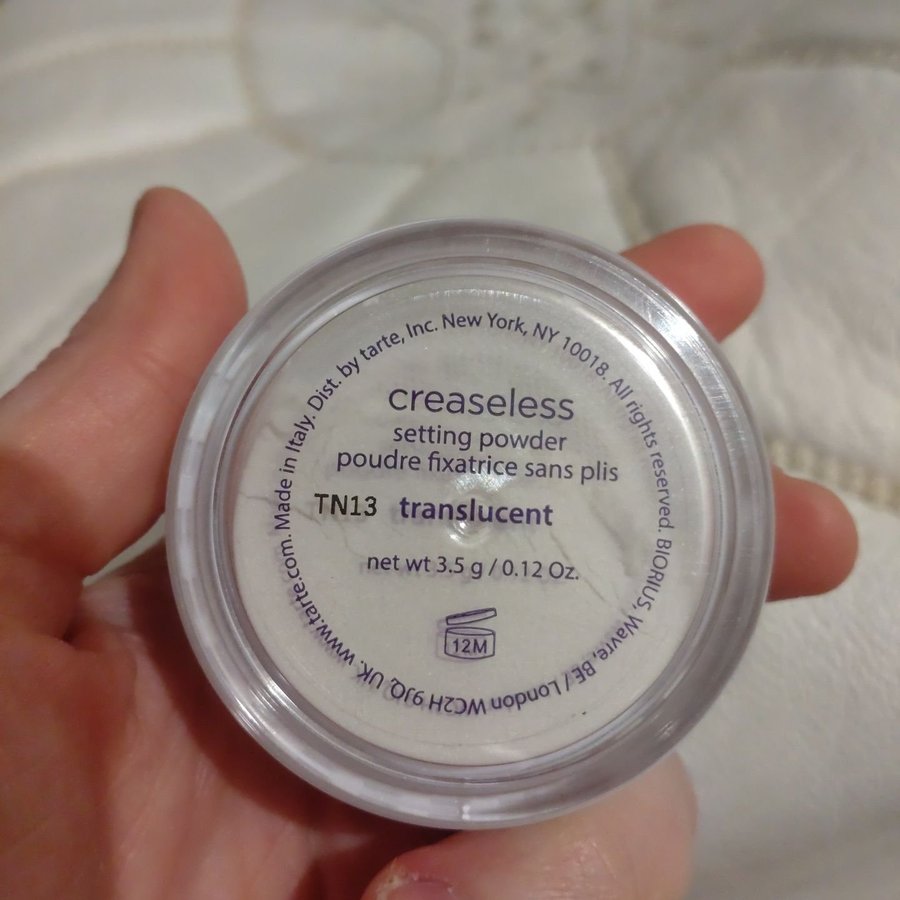 www.tarte.com. Made in Italy. Dist. by tarte, Inc. New York, NY 10018. All rights reserved. BIORIUS, Wavre, BE / London WC2H 9JQ, UK.
creaseless
setting powder
poudre fixatrice sans plis
TN13 translucent
net wt 3.5 g / 0.12 Oz.
12M